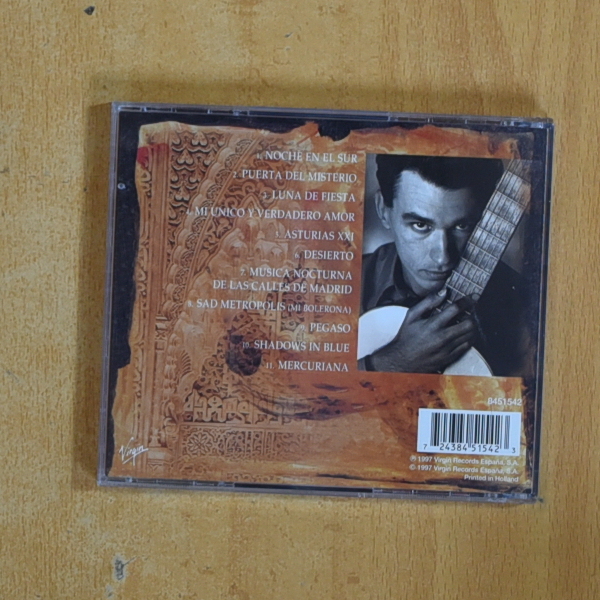 1. NOCHE EN EL SUR
2. PUERTA DEL MISTERIO
3. LUNA DE FIESTA
4. MI UNICO Y VERDADERO AMOR
5. ASTURIAS XXI
6. DESIERTO
7. MUSICA NOCTURNA
DE LAS CALLES DE MADRID
8. SAD METROPOLIS (MI BOLERONA)
9. PEGASO
10. SHADOWS IN BLUE
11. MERCURIANA
8451542
7 24384 51542 3
Virgin
℗ 1997 Virgin Records España, S.A.
© 1997 Virgin Records España, S.A.
Printed in Holland